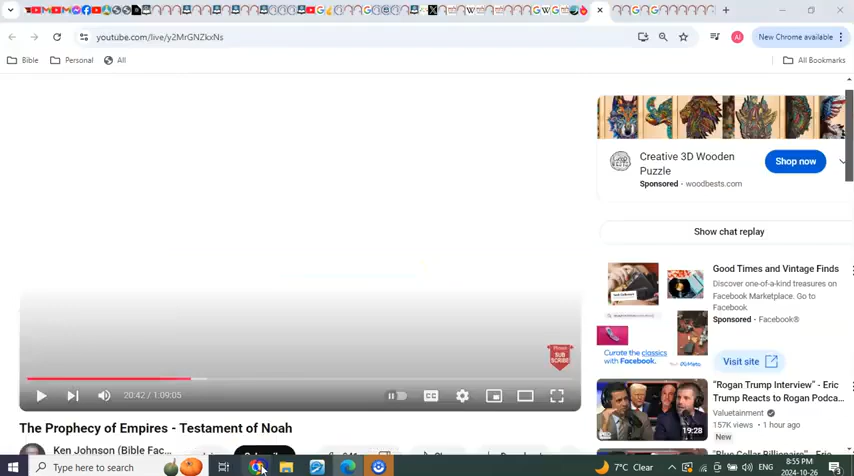 youtube.com/live/y2MrGNZkxNs
New Chrome available
Bible
Personal
All
All Bookmarks
Creative 3D Wooden
Puzzle
Sponsored • woodbests.com
Shop now
Show chat replay
Good Times and Vintage Finds
Discover one-of-a-kind treasures on
Facebook Marketplace. Go to
Facebook.
Sponsored • Facebook®
Curate the classics
with Facebook.
Visit site
SUB
SCRIBE
20:42 / 1:09:05
The Prophecy of Empires - Testament of Noah
Ken Johnson (Bible Fac...
"Rogan Trump Interview" - Eric
Trump Reacts to Rogan Podca...
Valuetainment
157K views • 1 hour ago
New
19:28
Type here to search
7°C Clear
8:55 PM
2024-10-26